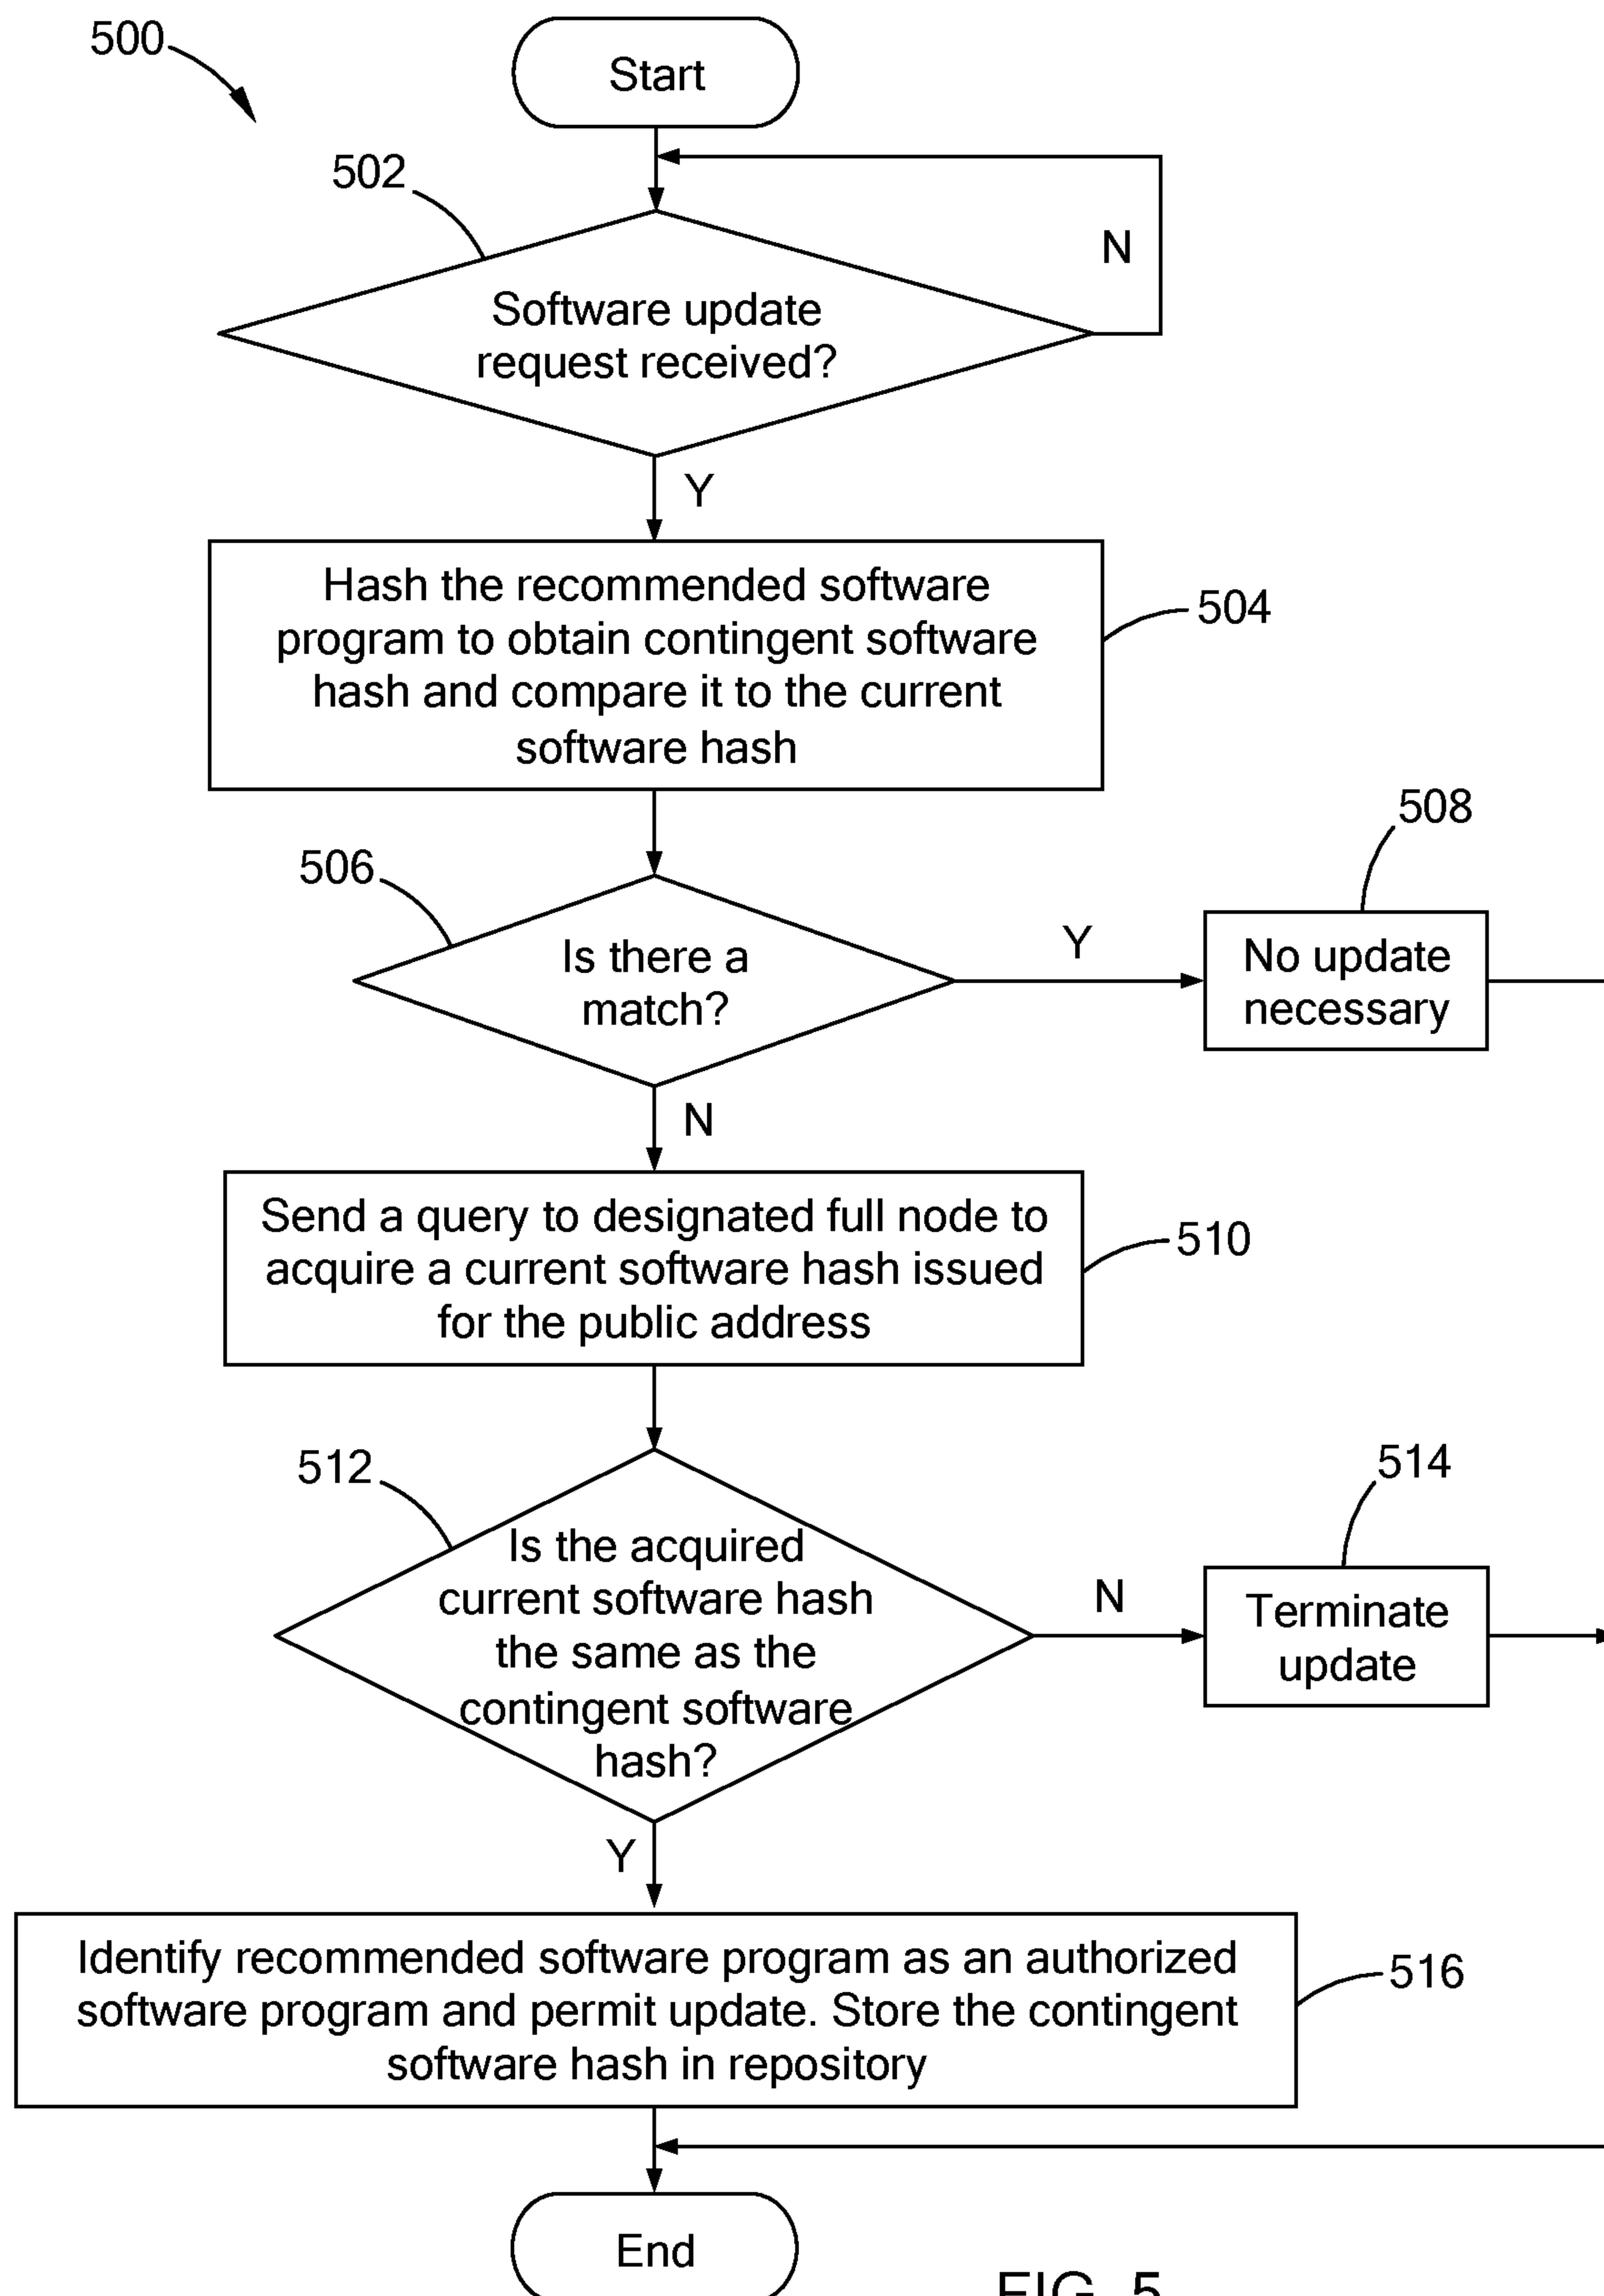 500
Start
502
N
Software update
request received?
Y
Hash the recommended software
program to obtain contingent software
hash and compare it to the current
software hash
504
506
508
Is there a
match?
Y
No update
necessary
N
Send a query to designated full node to
acquire a current software hash issued
for the public address
510
512
514
Is the acquired
current software hash
the same as the
contingent software
hash?
N
Terminate
update
Y
Identify recommended software program as an authorized
software program and permit update. Store the contingent
software hash in repository
516
End
FIG. 5